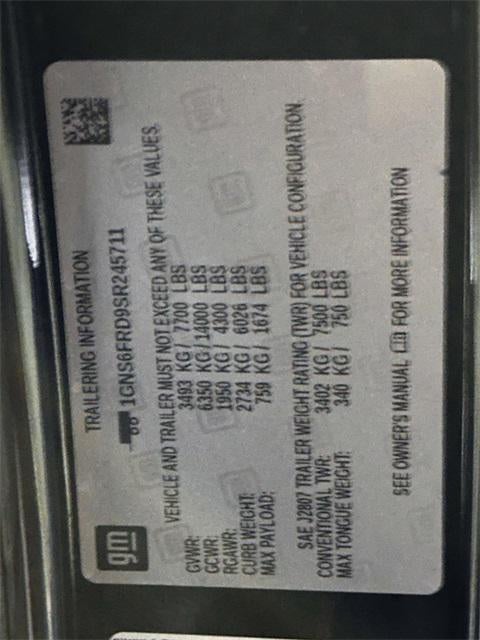 gm
TRAILERING INFORMATION
1GNS6FRD9SR245711
VEHICLE AND TRAILER MUST NOT EXCEED ANY OF THESE VALUES.
GVWR: 3493 KG/ 7700 LBS
GCWR: 6350 KG/14000 LBS
RGAWR: 1950 KG/ 4300 LBS
CURB WEIGHT: 2734 KG/ 6026 LBS
MAX PAYLOAD: 759 KG/ 1674 LBS
SAE J2807 TRAILER WEIGHT RATING (TWR) FOR VEHICLE CONFIGURATION.
CONVENTIONAL TWR: 3402 KG/ 7500 LBS
MAX TONGUE WEIGHT: 340 KG/ 750 LBS
SEE OWNER'S MANUAL FOR MORE INFORMATION